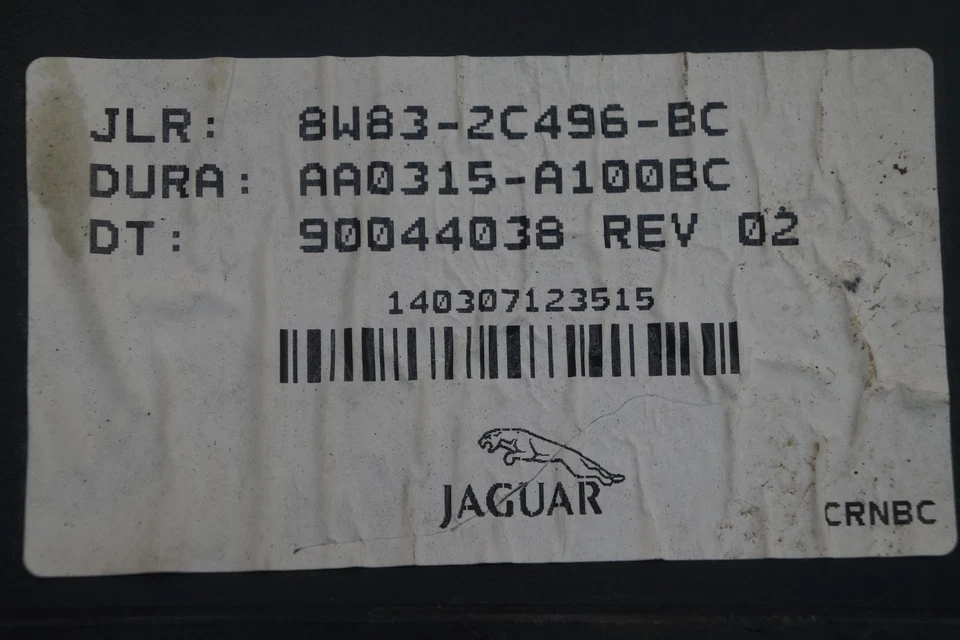 JLR: 8W83-2C496-BC
DURA: AA0315-A100BC
DT: 90044038 REV 02
140307123515
JAGUAR
CRNBC